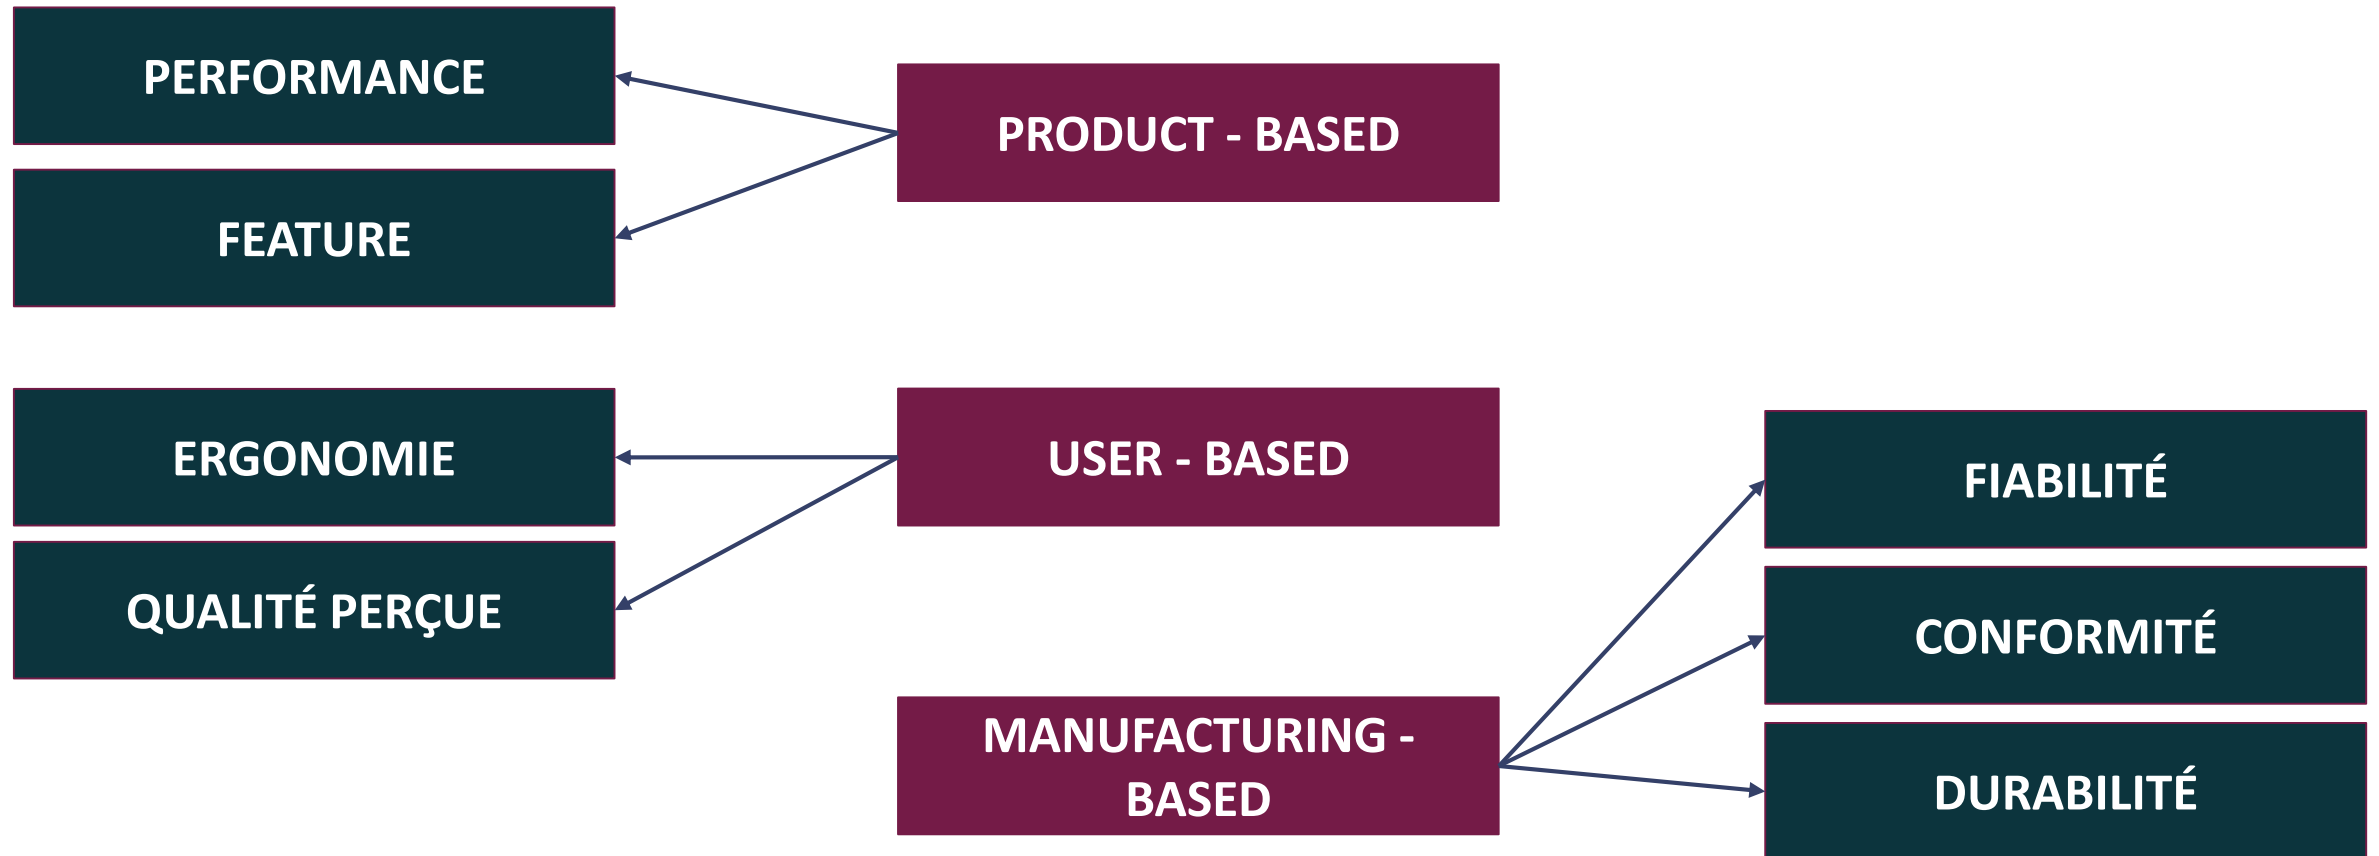 PERFORMANCE
PRODUCT - BASED
FEATURE
ERGONOMIE
USER - BASED
FIABILITÉ
QUALITÉ PERÇUE
CONFORMITÉ
MANUFACTURING -
BASED
DURABILITÉ